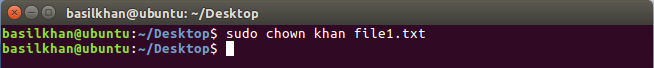 basilkhan@ubuntu: ~/Desktop
basilkhan@ubuntu:~/Desktop$ sudo chown khan file1.txt
basilkhan@ubuntu:~/Desktop$